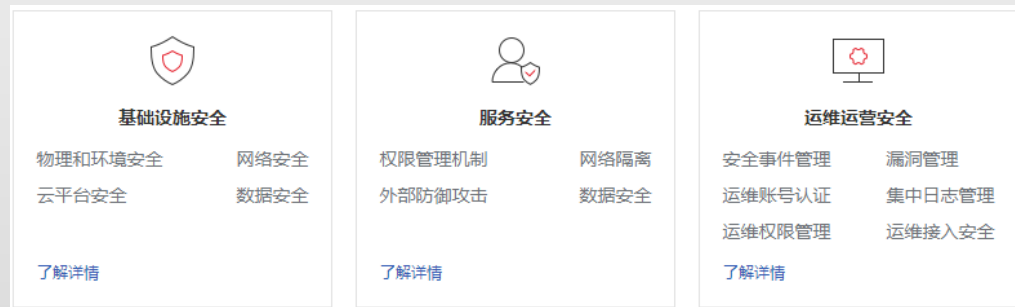 基础设施安全
物理和环境安全 网络安全
云平台安全 数据安全
了解详情
服务安全
权限管理机制 网络隔离
外部防御攻击 数据安全
了解详情
运维运营安全
安全事件管理 漏洞管理
运维账号认证 集中日志管理
运维权限管理 运维接入安全
了解详情